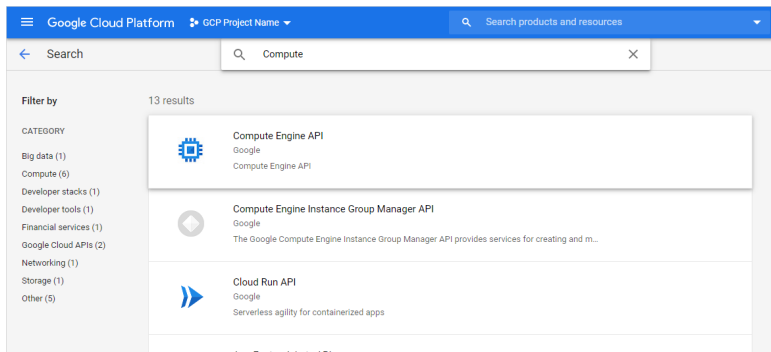 Google Cloud Platform
GCP Project Name
Search products and resources
Search
Compute
Filter by
13 results
CATEGORY
Big data (1)
Compute (6)
Developer stacks (1)
Developer tools (1)
Financial services (1)
Google Cloud APIs (2)
Networking (1)
Storage (1)
Other (5)
Compute Engine API
Google
Compute Engine API
Compute Engine Instance Group Manager API
Google
The Google Compute Engine Instance Group Manager API provides services for creating and m...
Cloud Run API
Google
Serverless agility for containerized apps